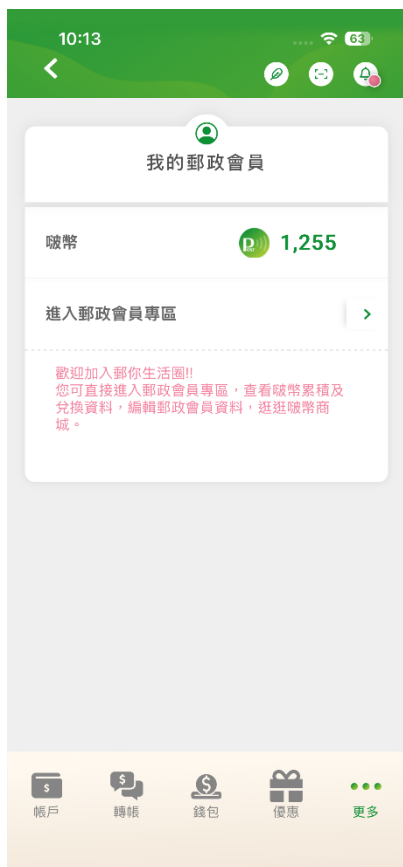 10:13
63
我的郵政會員
啵幣
1,255
進入郵政會員專區
歡迎加入郵你生活圈!!
您可直接進入郵政會員專區，查看啵幣累積及
兌換資料，編輯郵政會員資料，逛逛啵幣商
城。
帳戶
轉帳
錢包
優惠
更多